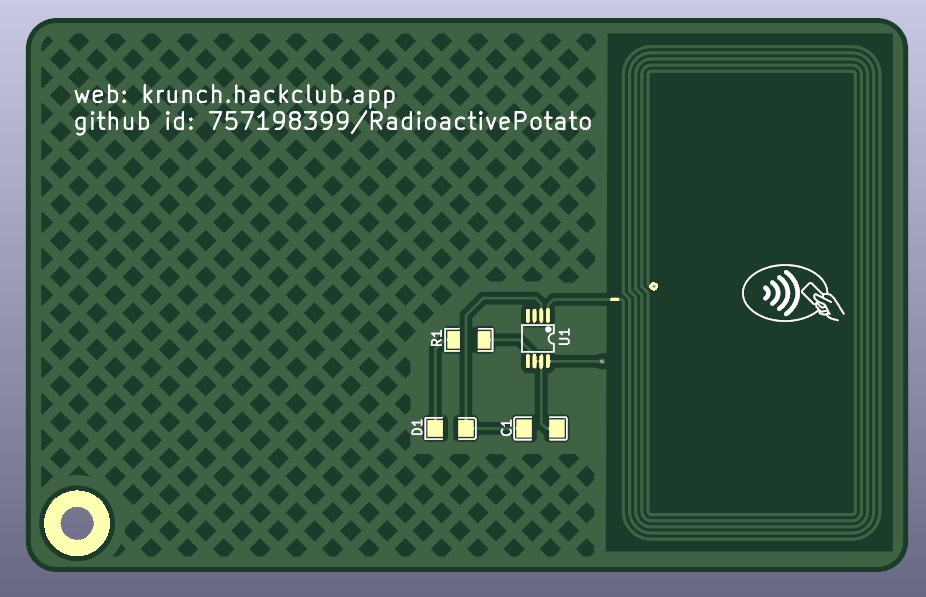 web: krunch.hackclub.app
github id: 757198399/RadioactivePotato
R1
U1
D1
C1